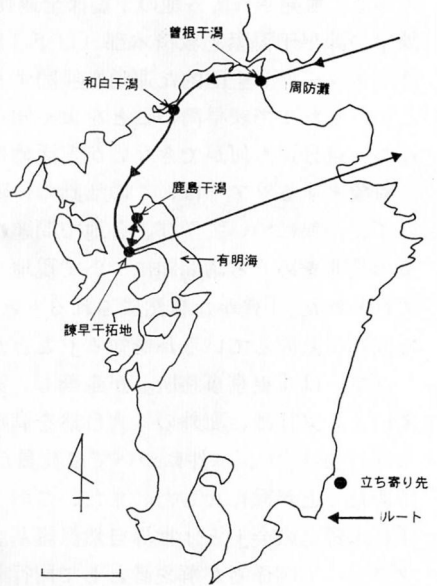 曽根干潟
和白干潟
周防灘
鹿島干潟
有明海
諫早干拓地
立ち寄り先
ルート